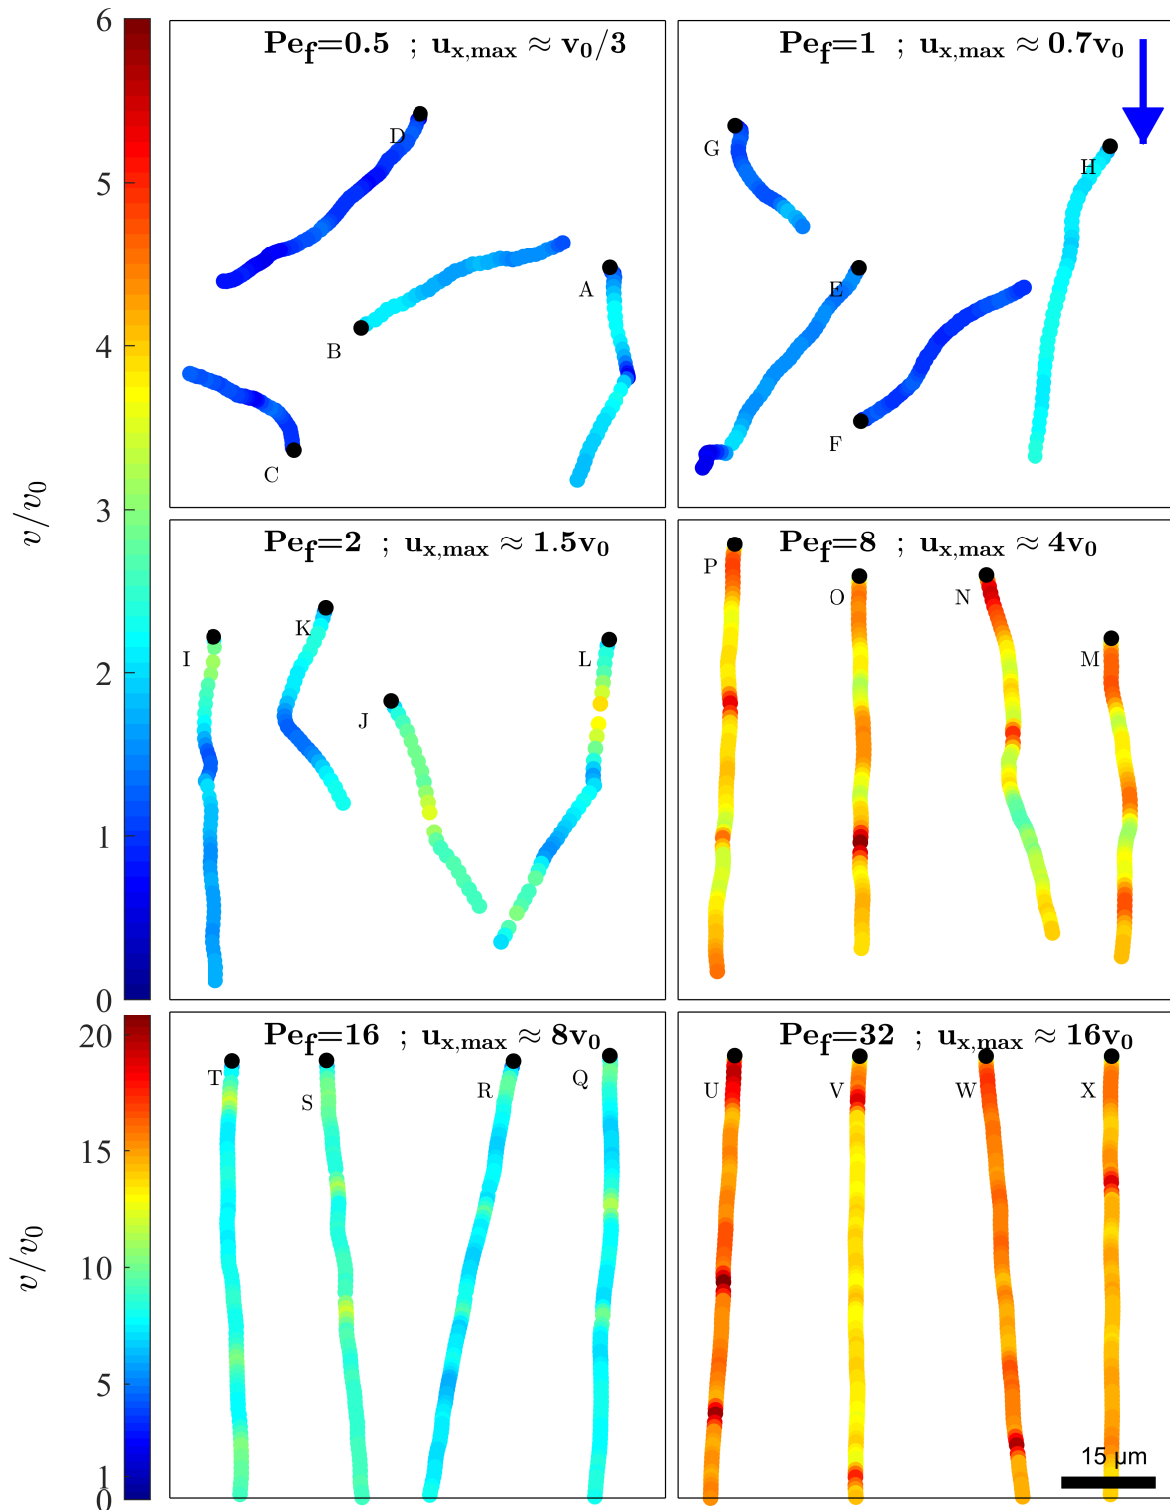 6
5
4
3
2
1
0
v/v0
20
15
10
5
1
0
v/v0
Pef=0.5 ; ux,max ≈ v0/3
D
A
B
C
Pef=1 ; ux,max ≈ 0.7v0
G
H
E
F
Pef=2 ; ux,max ≈ 1.5v0
K
I
L
J
Pef=8 ; ux,max ≈ 4v0
P
O
N
M
Pef=16 ; ux,max ≈ 8v0
T
S
R
Q
Pef=32 ; ux,max ≈ 16v0
U
V
W
X
15 μm